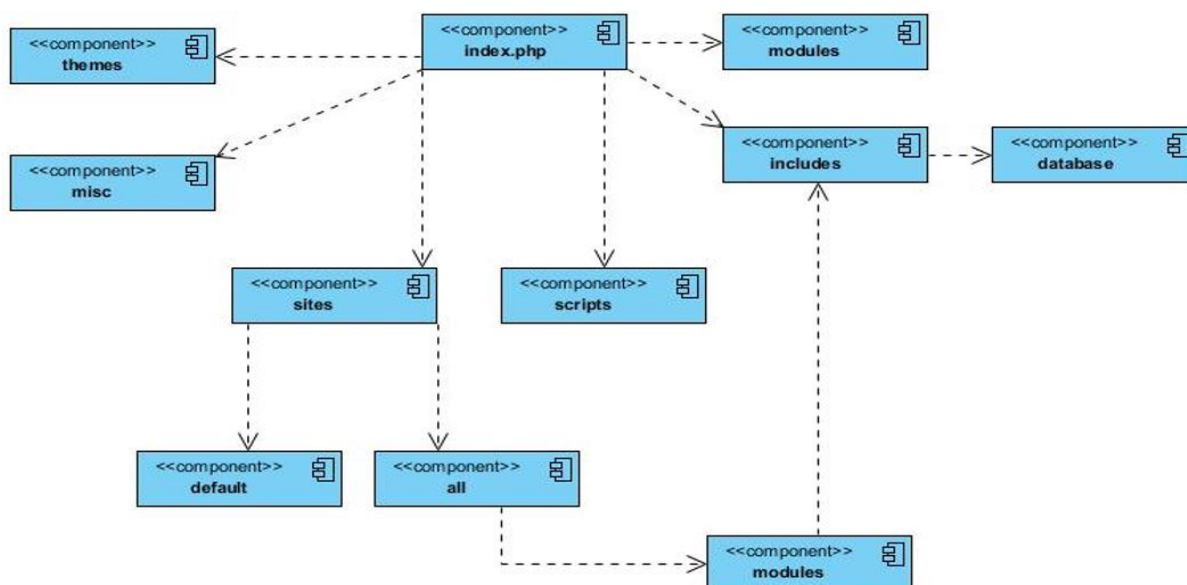 <<component>>
themes
<<component>>
index.php
<<component>>
modules
<<component>>
misc
<<component>>
includes
<<component>>
database
<<component>>
sites
<<component>>
scripts
<<component>>
default
<<component>>
all
<<component>>
modules